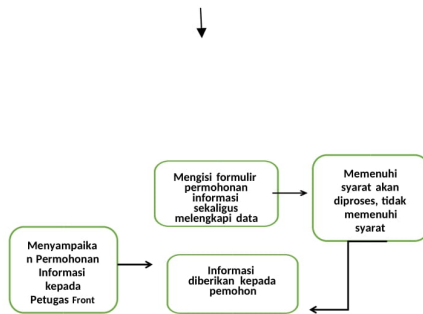 Mengisi formulir
permohonan
informasi
sekaligus
melengkapi data
Memenuhi
syarat akan
diproses, tidak
memenuhi
syarat
Menyampaika
n Permohonan
Informasi
kepada
Petugas Front
Informasi
diberikan kepada
pemohon